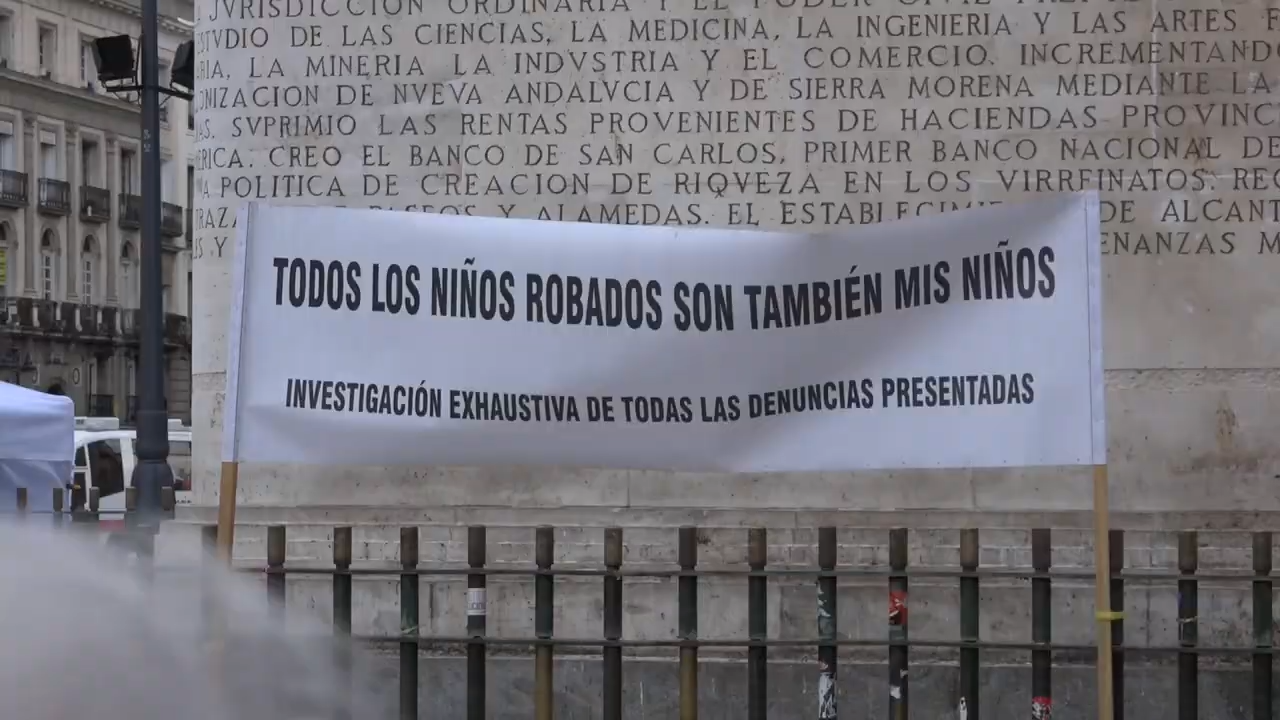 JVRISDICCION ORDINARIA Y EL PODER CIVIL
STVDIO DE LAS CIENCIAS, LA MEDICINA, LA INGENIERIA Y LAS ARTES
RIA, LA MINERIA LA INDVSTRIA Y EL COMERCIO. INCREMENTANDO
ONIZACION DE NVEVA ANDALVCIA Y DE SIERRA MORENA MEDIANTE LA
AS. SVPRIMIO LAS RENTAS PROVENIENTES DE HACIENDAS PROVINC
ERICA. CREO EL BANCO DE SAN CARLOS, PRIMER BANCO NACIONAL DE
A POLITICA DE CREACION DE RIQVEZA EN LOS VIRREINATOS. REG
RAZA PASEOS Y ALAMEDAS. EL ESTABLECIMIE DE ALCANT
S Y ENANZAS M
TODOS LOS NIÑOS ROBADOS SON TAMBIÉN MIS NIÑOS
INVESTIGACIÓN EXHAUSTIVA DE TODAS LAS DENUNCIAS PRESENTADAS